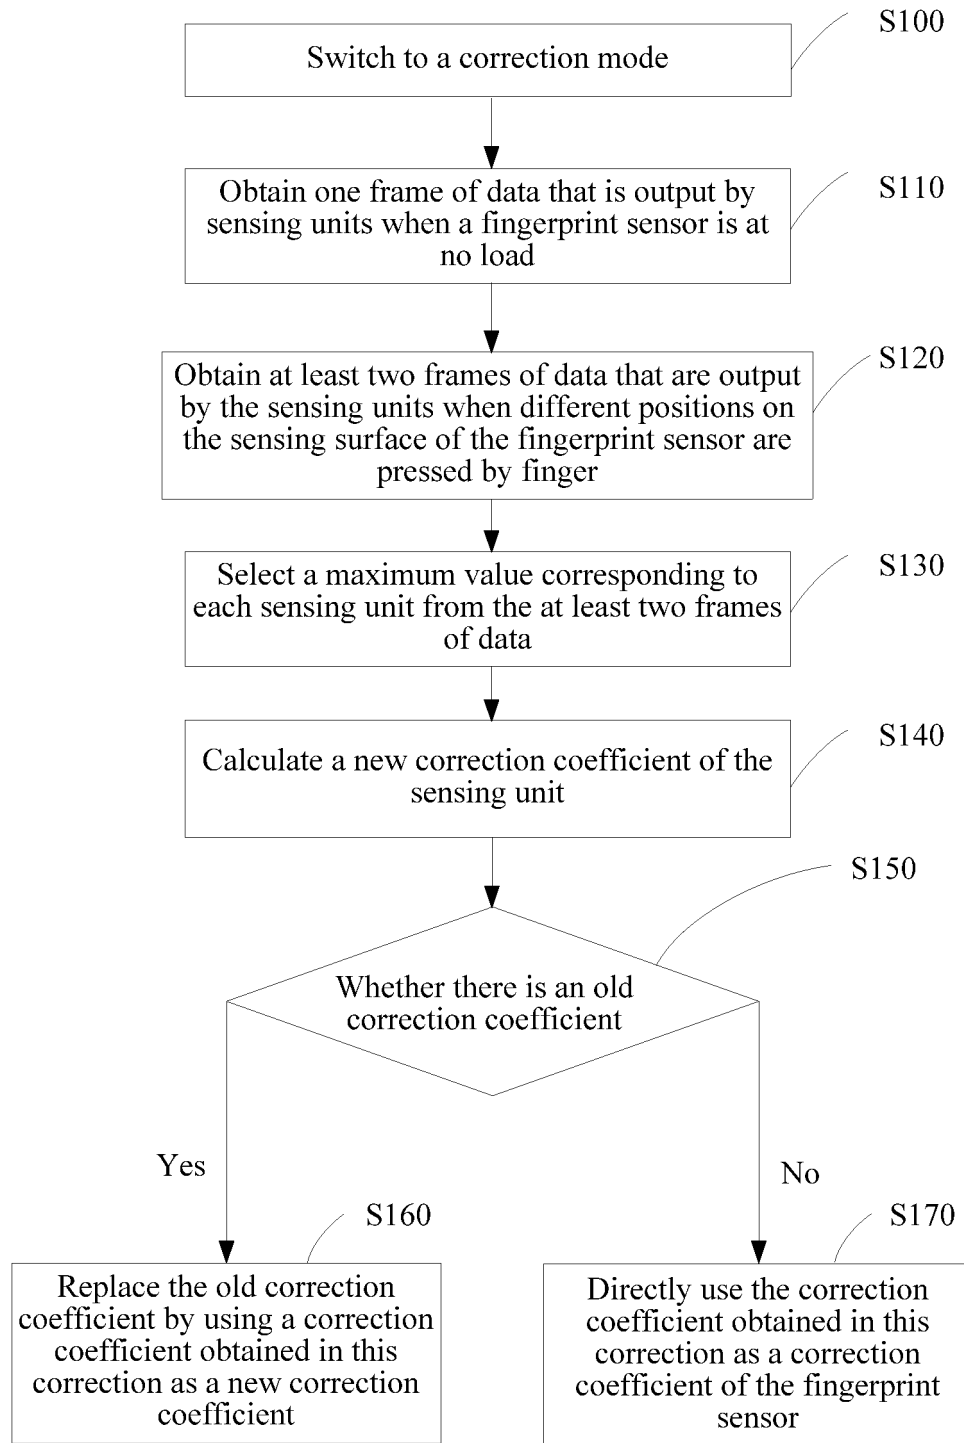 S100
Switch to a correction mode
S110
Obtain one frame of data that is output by
sensing units when a fingerprint sensor is at
no load
S120
Obtain at least two frames of data that are output
by the sensing units when different positions on
the sensing surface of the fingerprint sensor are
pressed by finger
S130
Select a maximum value corresponding to
each sensing unit from the at least two frames
of data
S140
Calculate a new correction coefficient of the
sensing unit
S150
Whether there is an old
correction coefficient
Yes
No
S160
Replace the old correction
coefficient by using a correction
coefficient obtained in this
correction as a new correction
coefficient
S170
Directly use the correction
coefficient obtained in this
correction as a correction
coefficient of the fingerprint
sensor